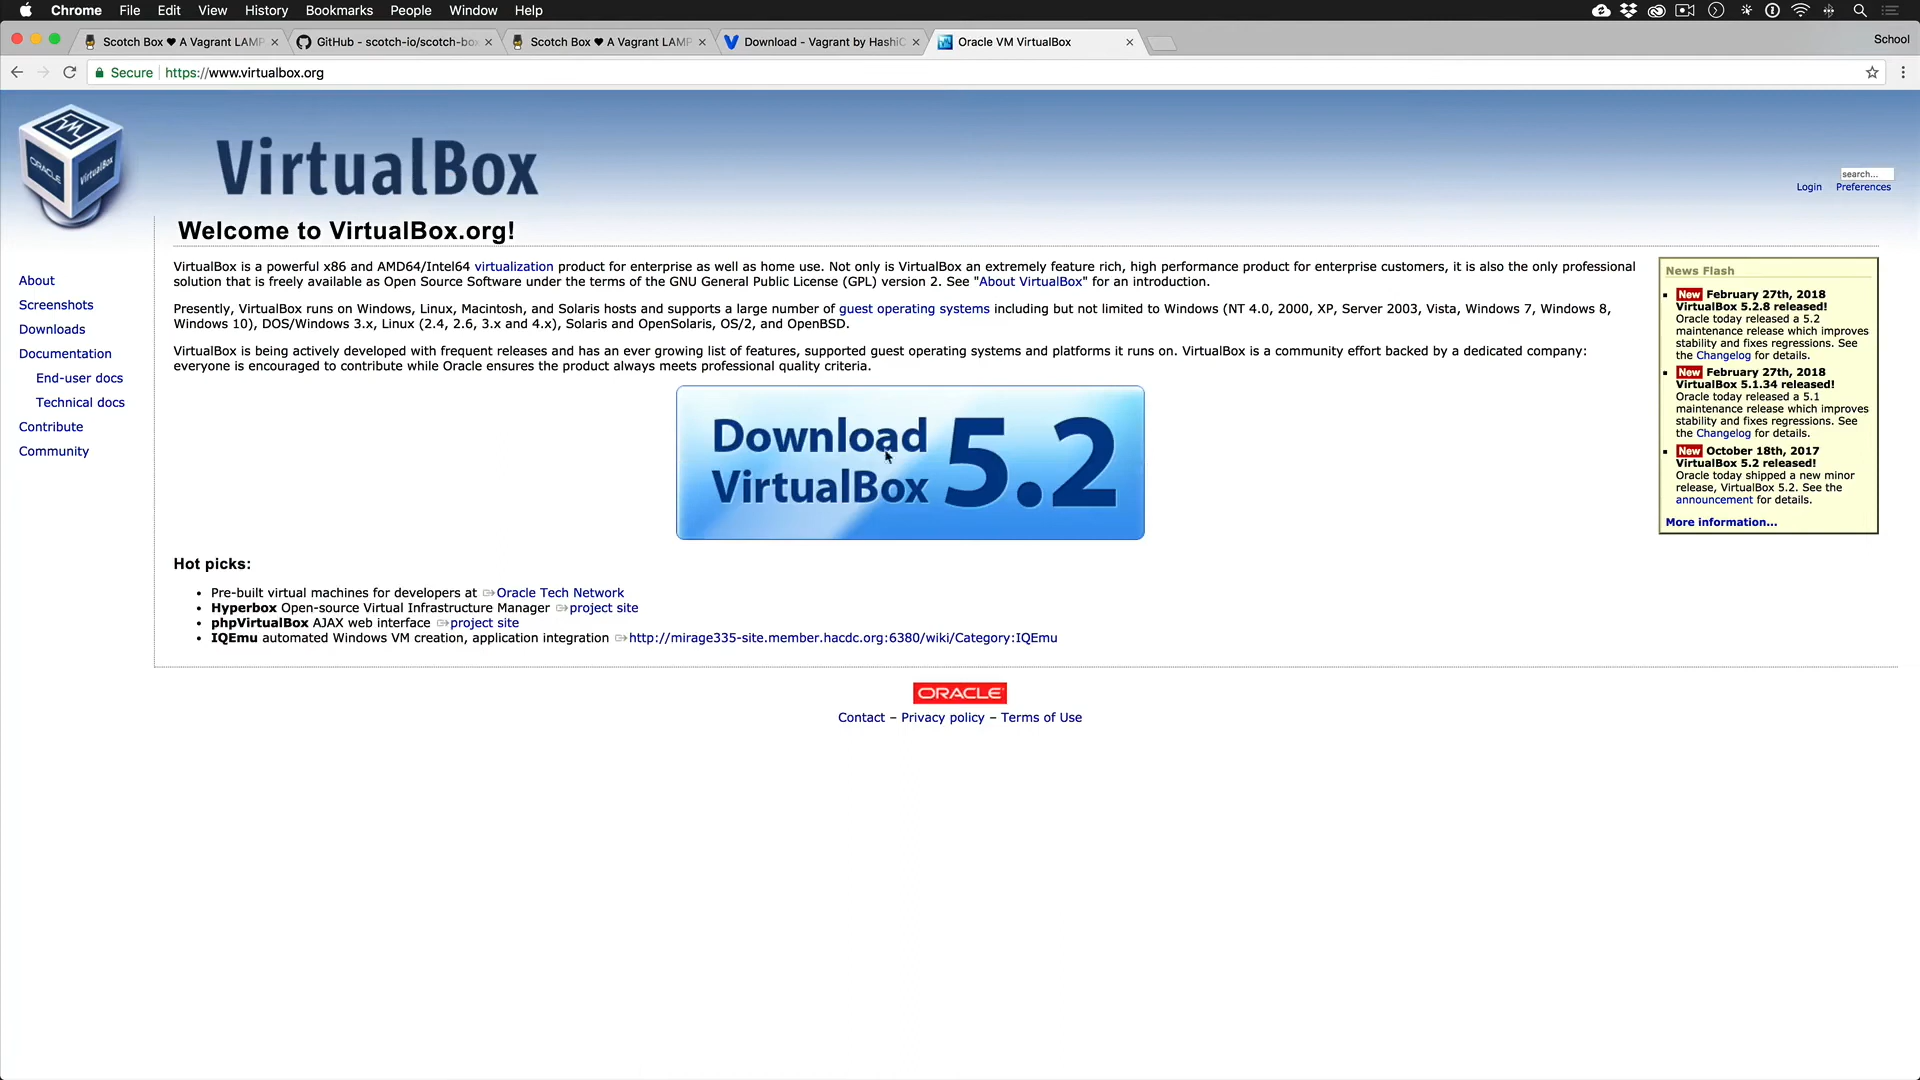 Chrome File Edit View History Bookmarks People Window Help
Scotch Box ♥ A Vagrant LAMP
GitHub - scotch-io/scotch-box
Scotch Box ♥ A Vagrant LAMP
Download - Vagrant by HashiC
Oracle VM VirtualBox
School
Secure https://www.virtualbox.org
ORACLE VirtualBox
VirtualBox
search...
Login Preferences
Welcome to VirtualBox.org!
About
Screenshots
Downloads
Documentation
End-user docs
Technical docs
Contribute
Community
VirtualBox is a powerful x86 and AMD64/Intel64 virtualization product for enterprise as well as home use. Not only is VirtualBox an extremely feature rich, high performance product for enterprise customers, it is also the only professional
solution that is freely available as Open Source Software under the terms of the GNU General Public License (GPL) version 2. See "About VirtualBox" for an introduction.
Presently, VirtualBox runs on Windows, Linux, Macintosh, and Solaris hosts and supports a large number of guest operating systems including but not limited to Windows (NT 4.0, 2000, XP, Server 2003, Vista, Windows 7, Windows 8,
Windows 10), DOS/Windows 3.x, Linux (2.4, 2.6, 3.x and 4.x), Solaris and OpenSolaris, OS/2, and OpenBSD.
VirtualBox is being actively developed with frequent releases and has an ever growing list of features, supported guest operating systems and platforms it runs on. VirtualBox is a community effort backed by a dedicated company:
everyone is encouraged to contribute while Oracle ensures the product always meets professional quality criteria.
Download
VirtualBox 5.2
Hot picks:
• Pre-built virtual machines for developers at Oracle Tech Network
• Hyperbox Open-source Virtual Infrastructure Manager project site
• phpVirtualBox AJAX web interface project site
• IQEmu automated Windows VM creation, application integration http://mirage335-site.member.hacdc.org:6380/wiki/Category:IQEmu
News Flash
New February 27th, 2018
VirtualBox 5.2.8 released!
Oracle today released a 5.2
maintenance release which improves
stability and fixes regressions. See
the Changelog for details.
New February 27th, 2018
VirtualBox 5.1.34 released!
Oracle today released a 5.1
maintenance release which improves
stability and fixes regressions. See
the Changelog for details.
New October 18th, 2017
VirtualBox 5.2 released!
Oracle today shipped a new minor
release, VirtualBox 5.2. See the
announcement for details.
More information...
ORACLE
Contact – Privacy policy – Terms of Use